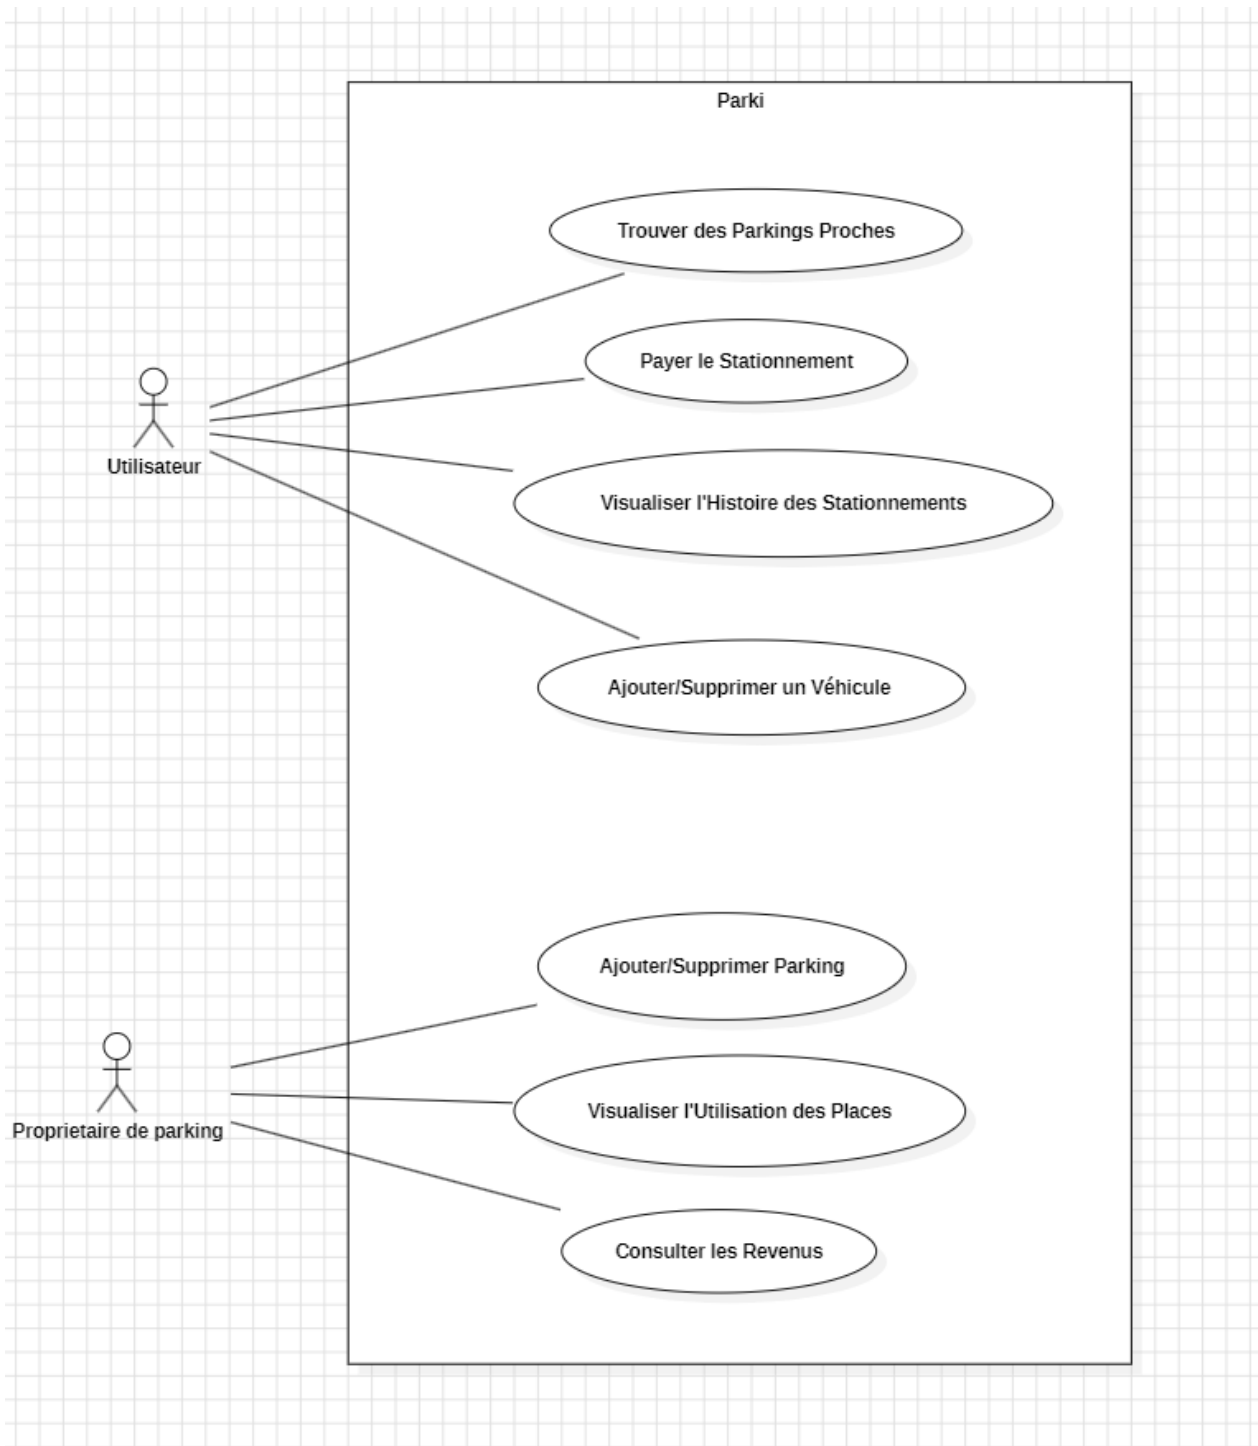 Parki
Trouver des Parkings Proches
Payer le Stationnement
Utilisateur
Visualiser l'Histoire des Stationnements
Ajouter/Supprimer un Véhicule
Ajouter/Supprimer Parking
Visualiser l'Utilisation des Places
Proprietaire de parking
Consulter les Revenus